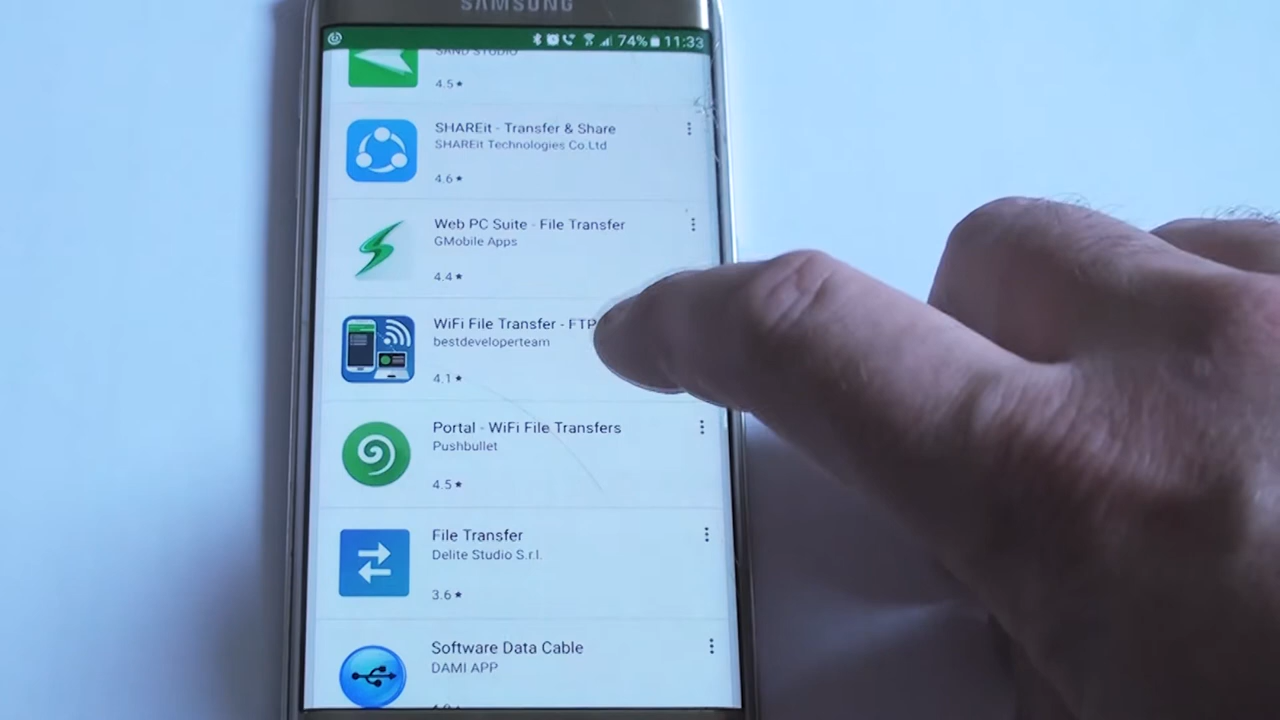 SAMSUNG
74% 11:33
SAND STUDIO
4.5★
SHAREit - Transfer & Share
SHAREit Technologies Co.Ltd
4.6★
Web PC Suite - File Transfer
GMobile Apps
4.4★
WiFi File Transfer - FTP
bestdeveloperteam
4.1★
Portal - WiFi File Transfers
Pushbullet
4.5★
File Transfer
Delite Studio S.r.l.
3.6★
Software Data Cable
DAMI APP